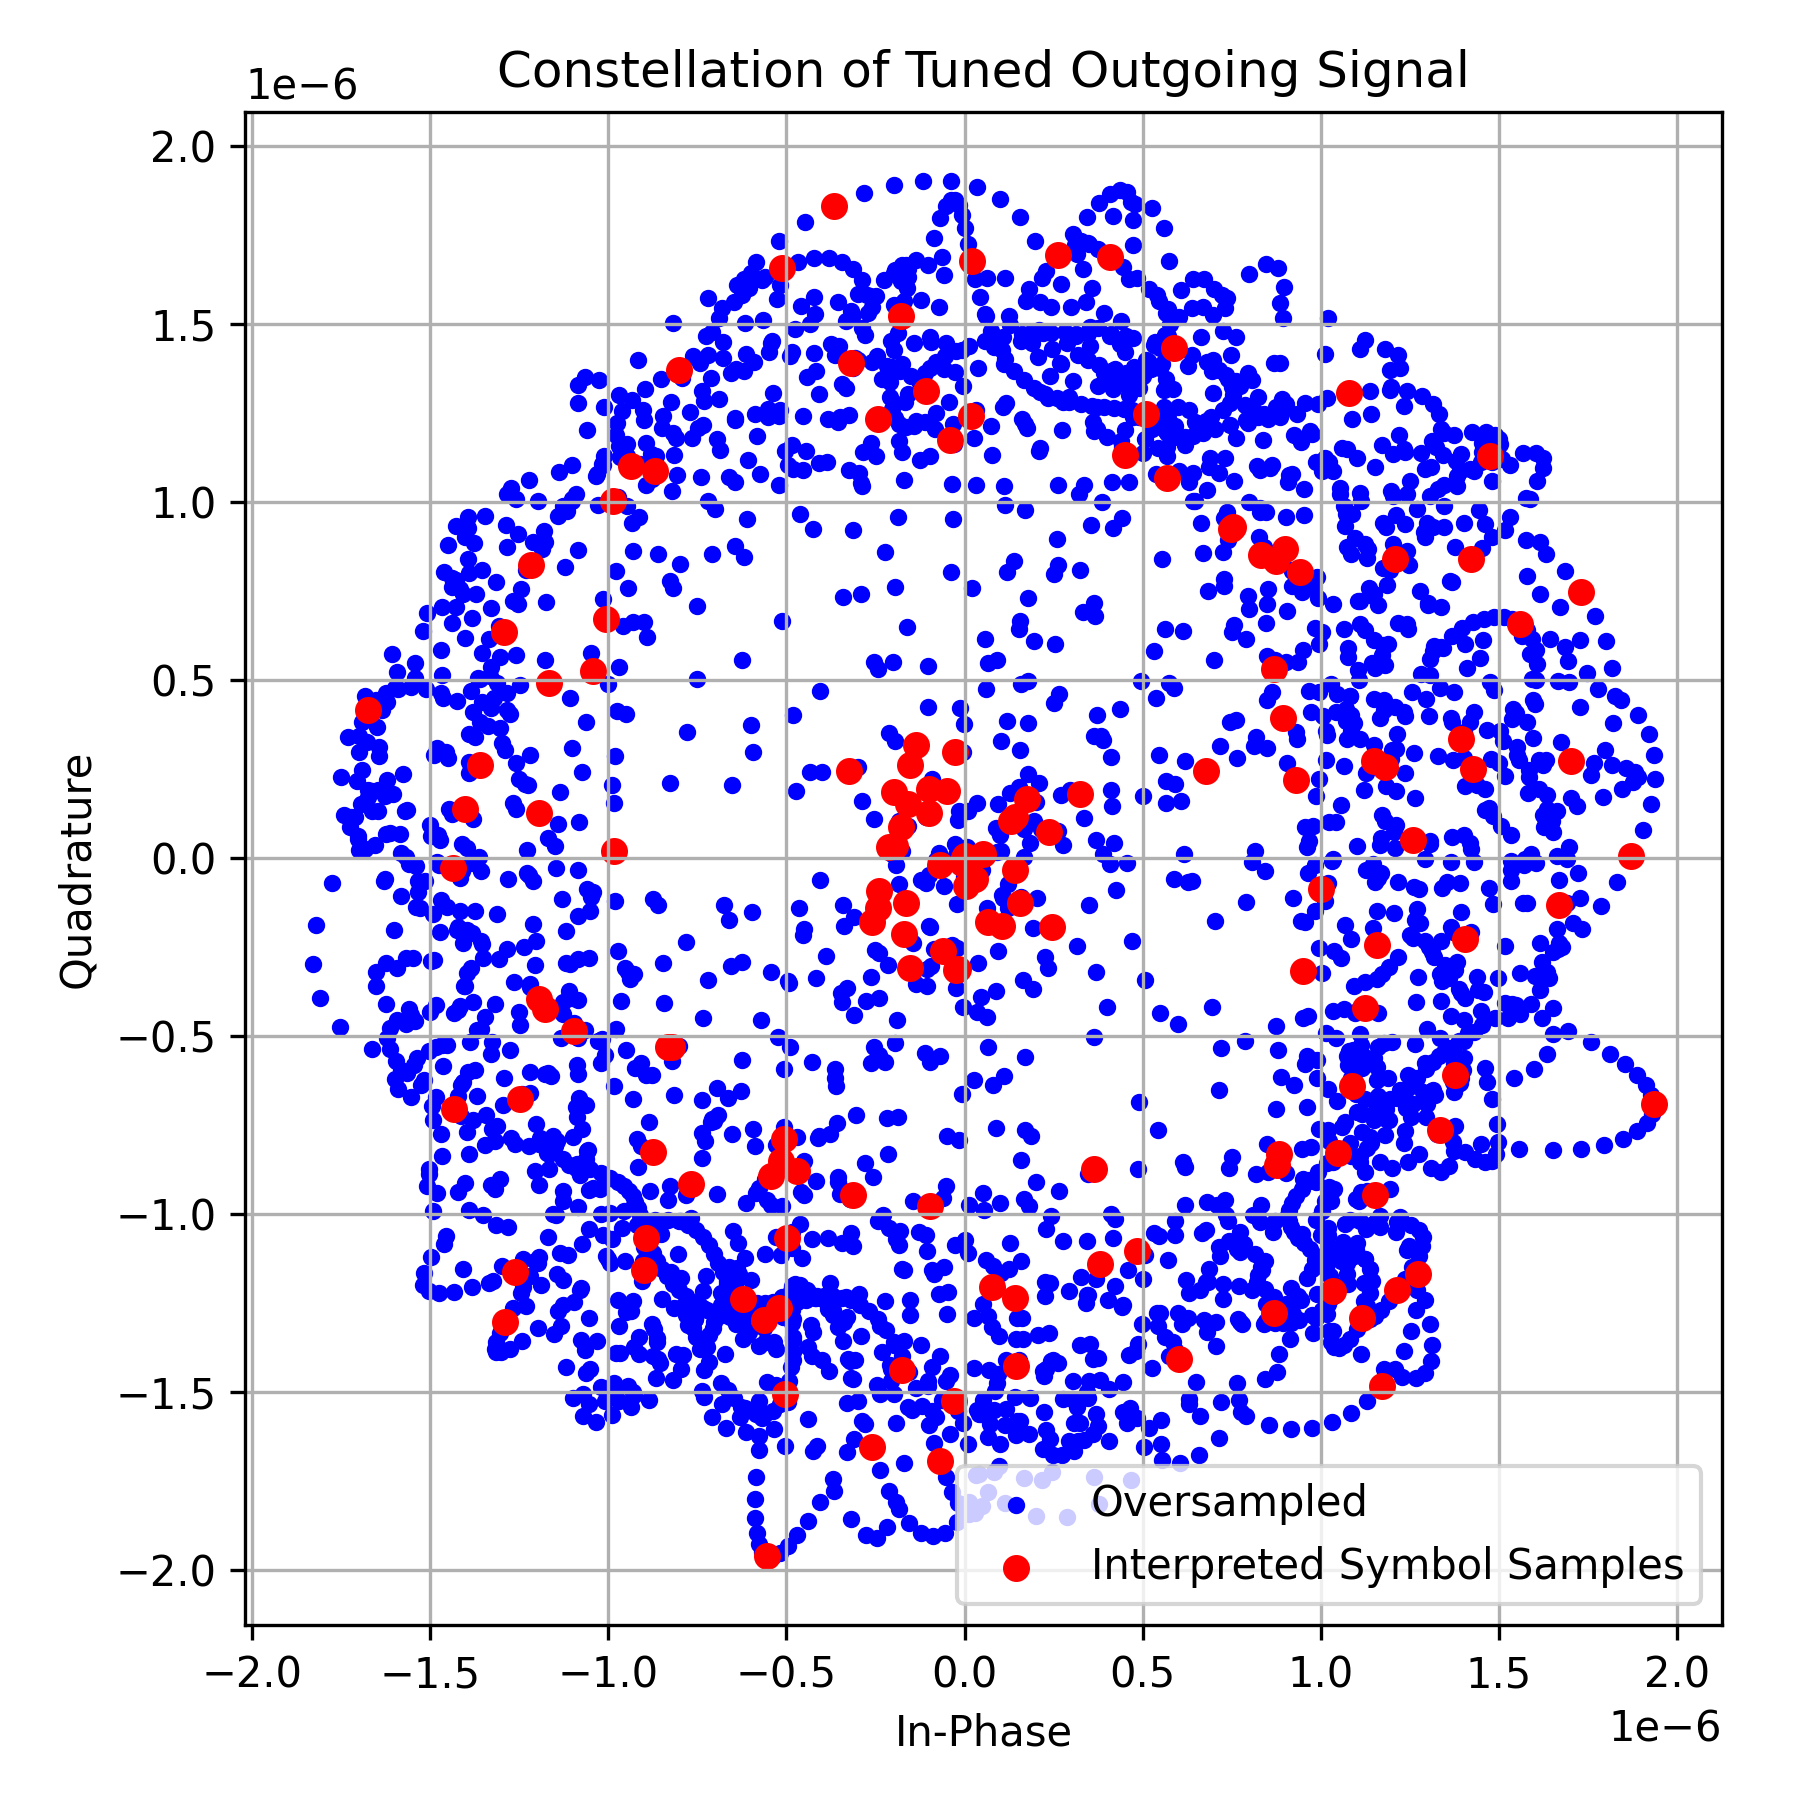 Constellation of Tuned Outgoing Signal
1e−6
2.0
1.5
1.0
0.5
0.0
−0.5
−1.0
−1.5
−2.0
Quadrature
Oversampled
Interpreted Symbol Samples
−2.0 −1.5 −1.0 −0.5 0.0 0.5 1.0 1.5 2.0
In-Phase
1e−6